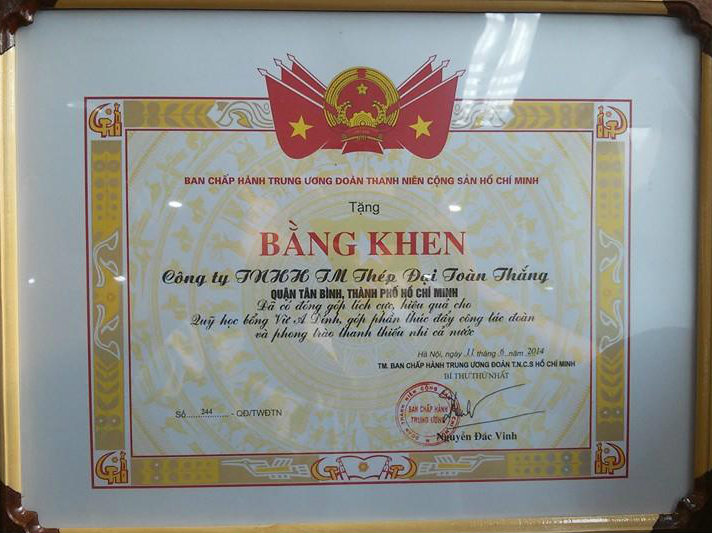 BAN CHẤP HÀNH TRUNG ƯƠNG ĐOÀN THANH NIÊN CỘNG SẢN HỒ CHÍ MINH
Tặng
BẰNG KHEN
Công ty TNHH TM Thép Đại Toàn Thắng
QUẬN TÂN BÌNH, THÀNH PHỐ HỒ CHÍ MINH
Đã có đóng góp tích cực, hiệu quả cho
Quỹ học bổng Vừ A Dính, góp phần thúc đẩy công tác đoàn
và phong trào thanh thiếu nhi cả nước
Hà Nội, ngày 11 tháng 6 năm 2014
TM. BAN CHẤP HÀNH TRUNG ƯƠNG ĐOÀN T.N.C.S HỒ CHÍ MINH
BÍ THƯ THỨ NHẤT
BAN CHẤP HÀNH
TRUNG ƯƠNG
Số.....244..... - QĐ/TWĐTN
Nguyễn Đắc Vinh